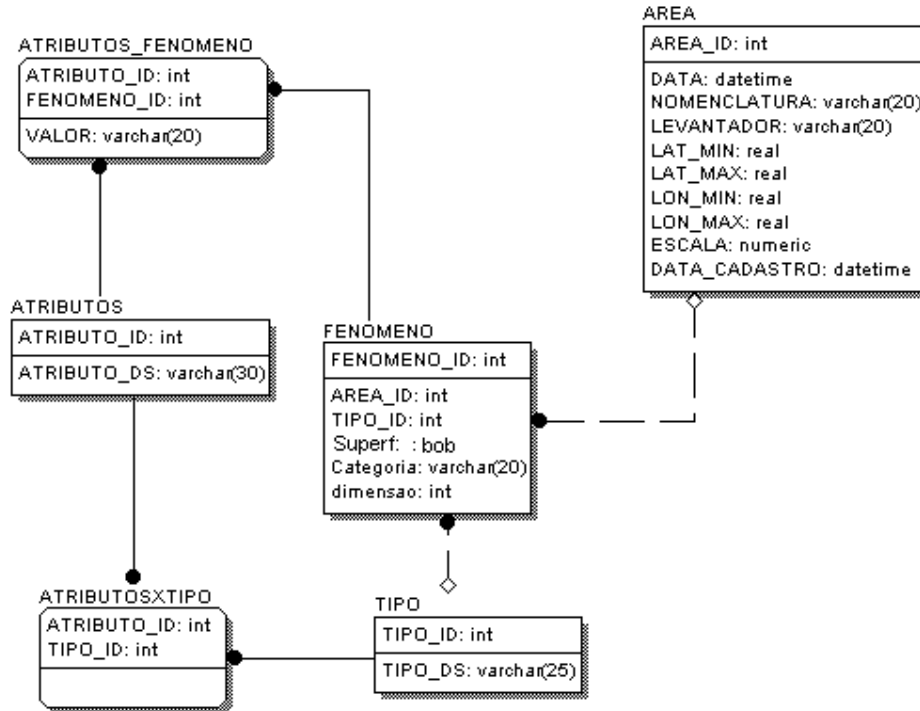 ATRIBUTOS_FENOMENO
ATRIBUTO_ID: int
FENOMENO_ID: int
VALOR: varchar(20)
AREA
AREA_ID: int
DATA: datetime
NOMENCLATURA: varchar(20)
LEVANTADOR: varchar(20)
LAT_MIN: real
LAT_MAX: real
LON_MIN: real
LON_MAX: real
ESCALA: numeric
DATA_CADASTRO: datetime
ATRIBUTOS
ATRIBUTO_ID: int
ATRIBUTO_DS: varchar(30)
FENOMENO
FENOMENO_ID: int
AREA_ID: int
TIPO_ID: int
Superf: : bob
Categoria: varchar(20)
dimensao: int
ATRIBUTOSXTIPO
ATRIBUTO_ID: int
TIPO_ID: int
TIPO
TIPO_ID: int
TIPO_DS: varchar(25)